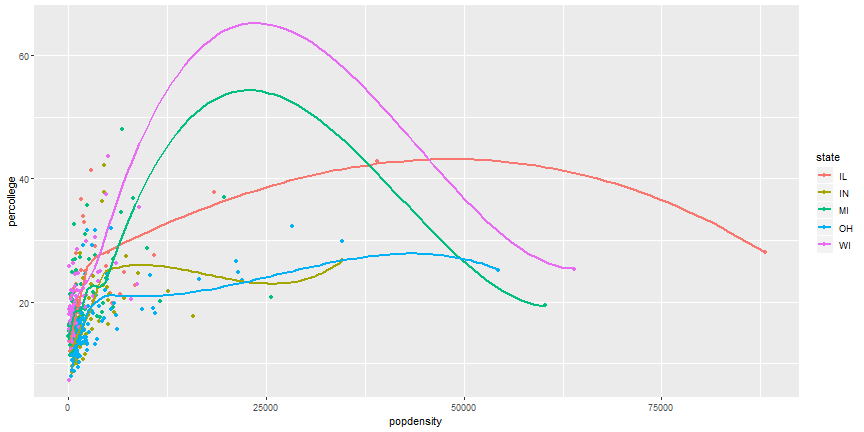 60
40
20
percollege
0
25000
50000
75000
popdensity
state
IL
IN
MI
OH
WI